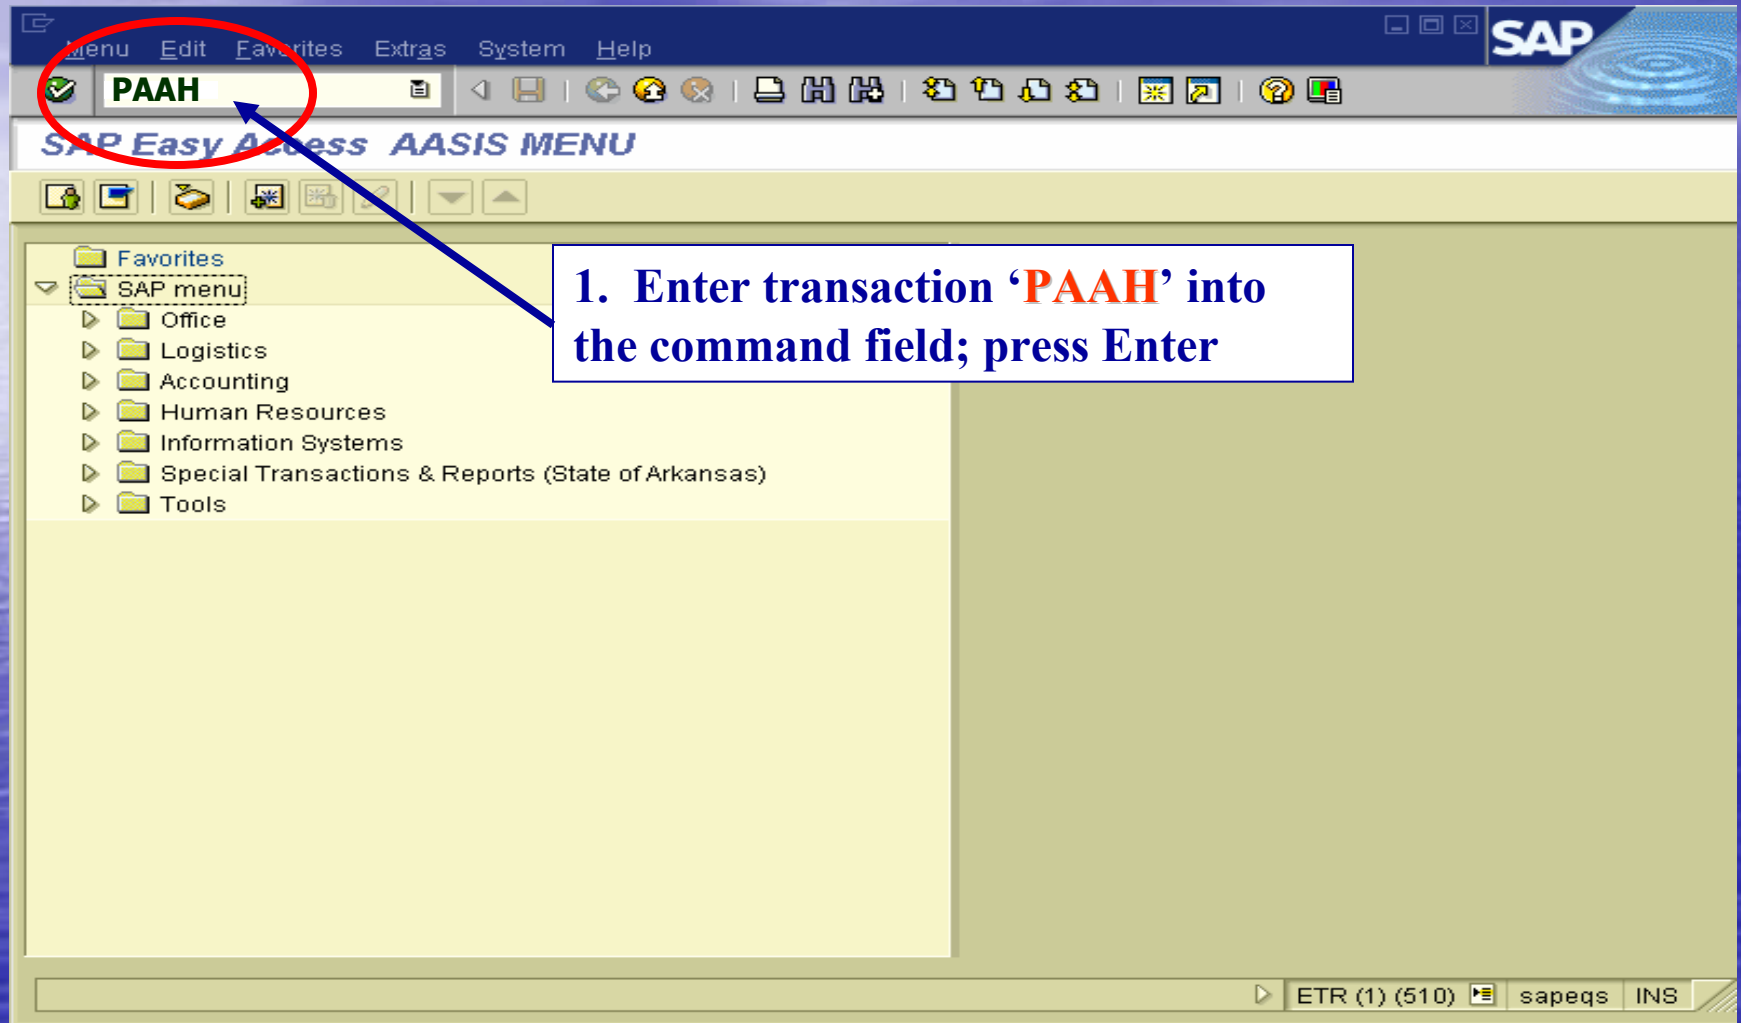 Menu Edit Favorites Extras System Help
SAP
PAAH
SAP Easy Access AASIS MENU
Favorites
SAP menu
Office
Logistics
Accounting
Human Resources
Information Systems
Special Transactions & Reports (State of Arkansas)
Tools
1. Enter transaction ‘PAAH’ into
the command field; press Enter
ETR (1) (510) sapeqs INS